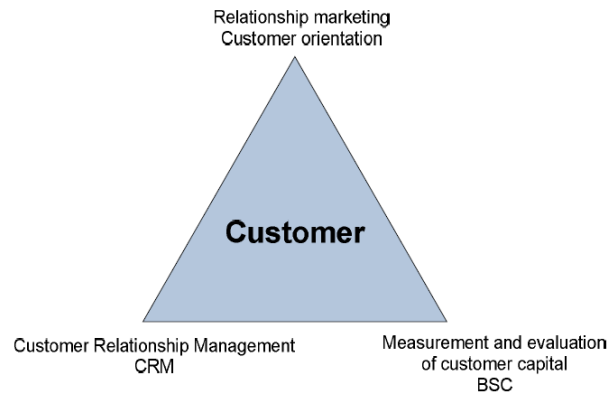 Relationship marketing
Customer orientation
Customer
Customer Relationship Management
CRM
Measurement and evaluation
of customer capital
BSC